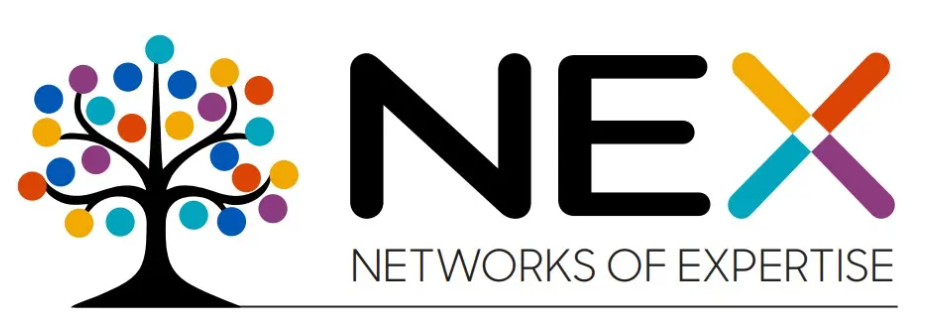 NEX
NETWORKS OF EXPERTISE